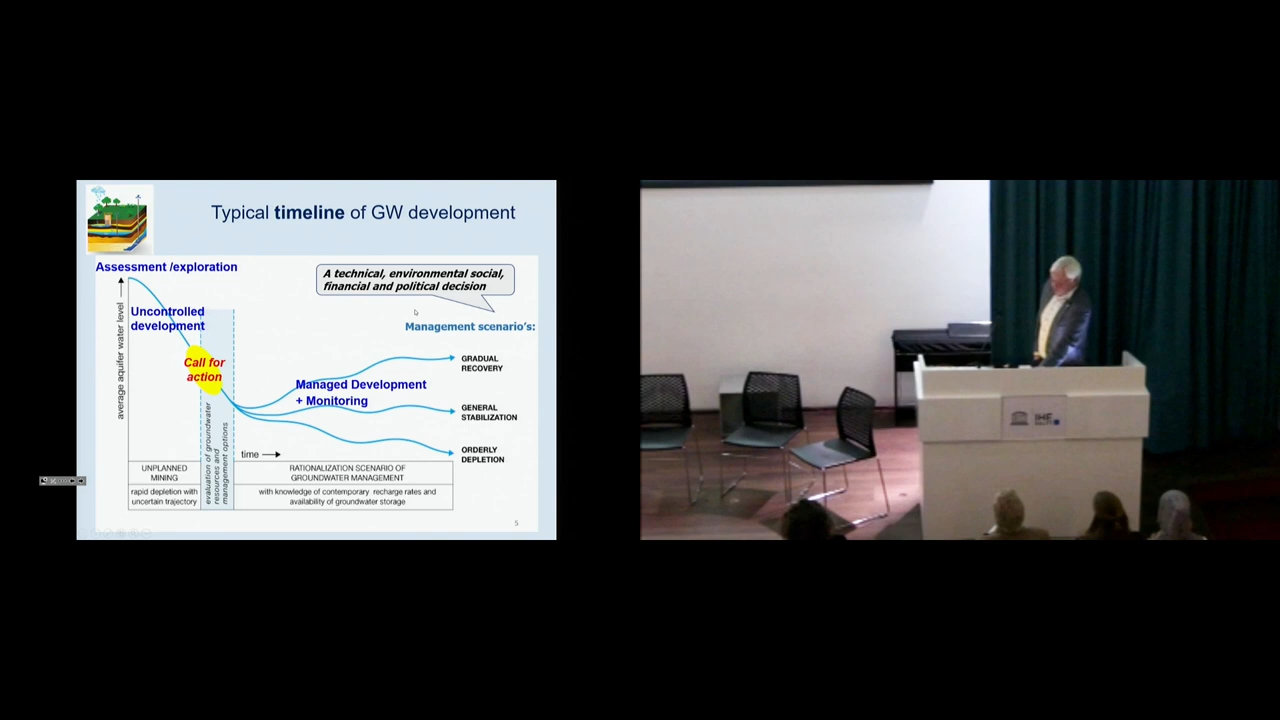 Typical timeline of GW development
Assessment /exploration
A technical, environmental social,
financial and political decision
average aquifer water level
Uncontrolled
development
Management scenario's:
Call for
action
GRADUAL
RECOVERY
Managed Development
+ Monitoring
GENERAL
STABILIZATION
ORDERLY
DEPLETION
evaluation of groundwater
resources and
management options
time
UNPLANNED
MINING
RATIONALIZATION SCENARIO OF
GROUNDWATER MANAGEMENT
rapid depletion with
uncertain trajectory
with knowledge of contemporary recharge rates and
availability of groundwater storage
5
IHE